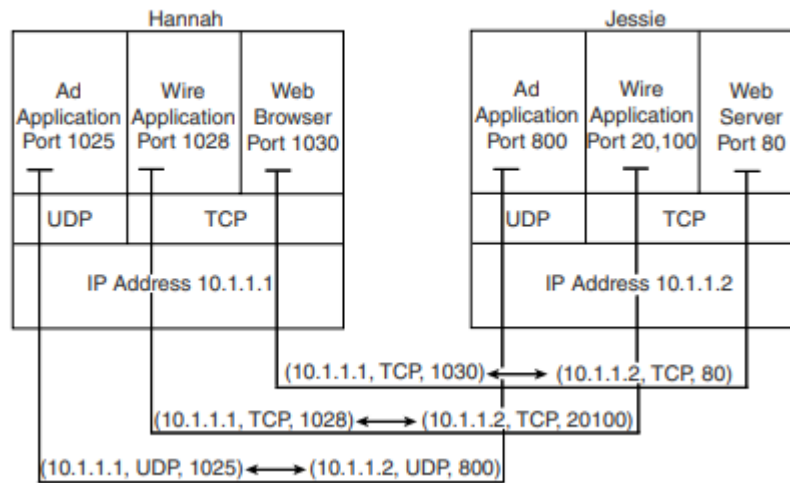 Hannah
Jessie
Ad
Application
Port 1025
Wire
Application
Port 1028
Web
Browser
Port 1030
Ad
Application
Port 800
Wire
Application
Port 20,100
Web
Server
Port 80
UDP
TCP
UDP
TCP
IP Address 10.1.1.1
IP Address 10.1.1.2
(10.1.1.1, TCP, 1030)
(10.1.1.2, TCP, 80)
(10.1.1.1, TCP, 1028)
(10.1.1.2, TCP, 20100)
(10.1.1.1, UDP, 1025)
(10.1.1.2, UDP, 800)